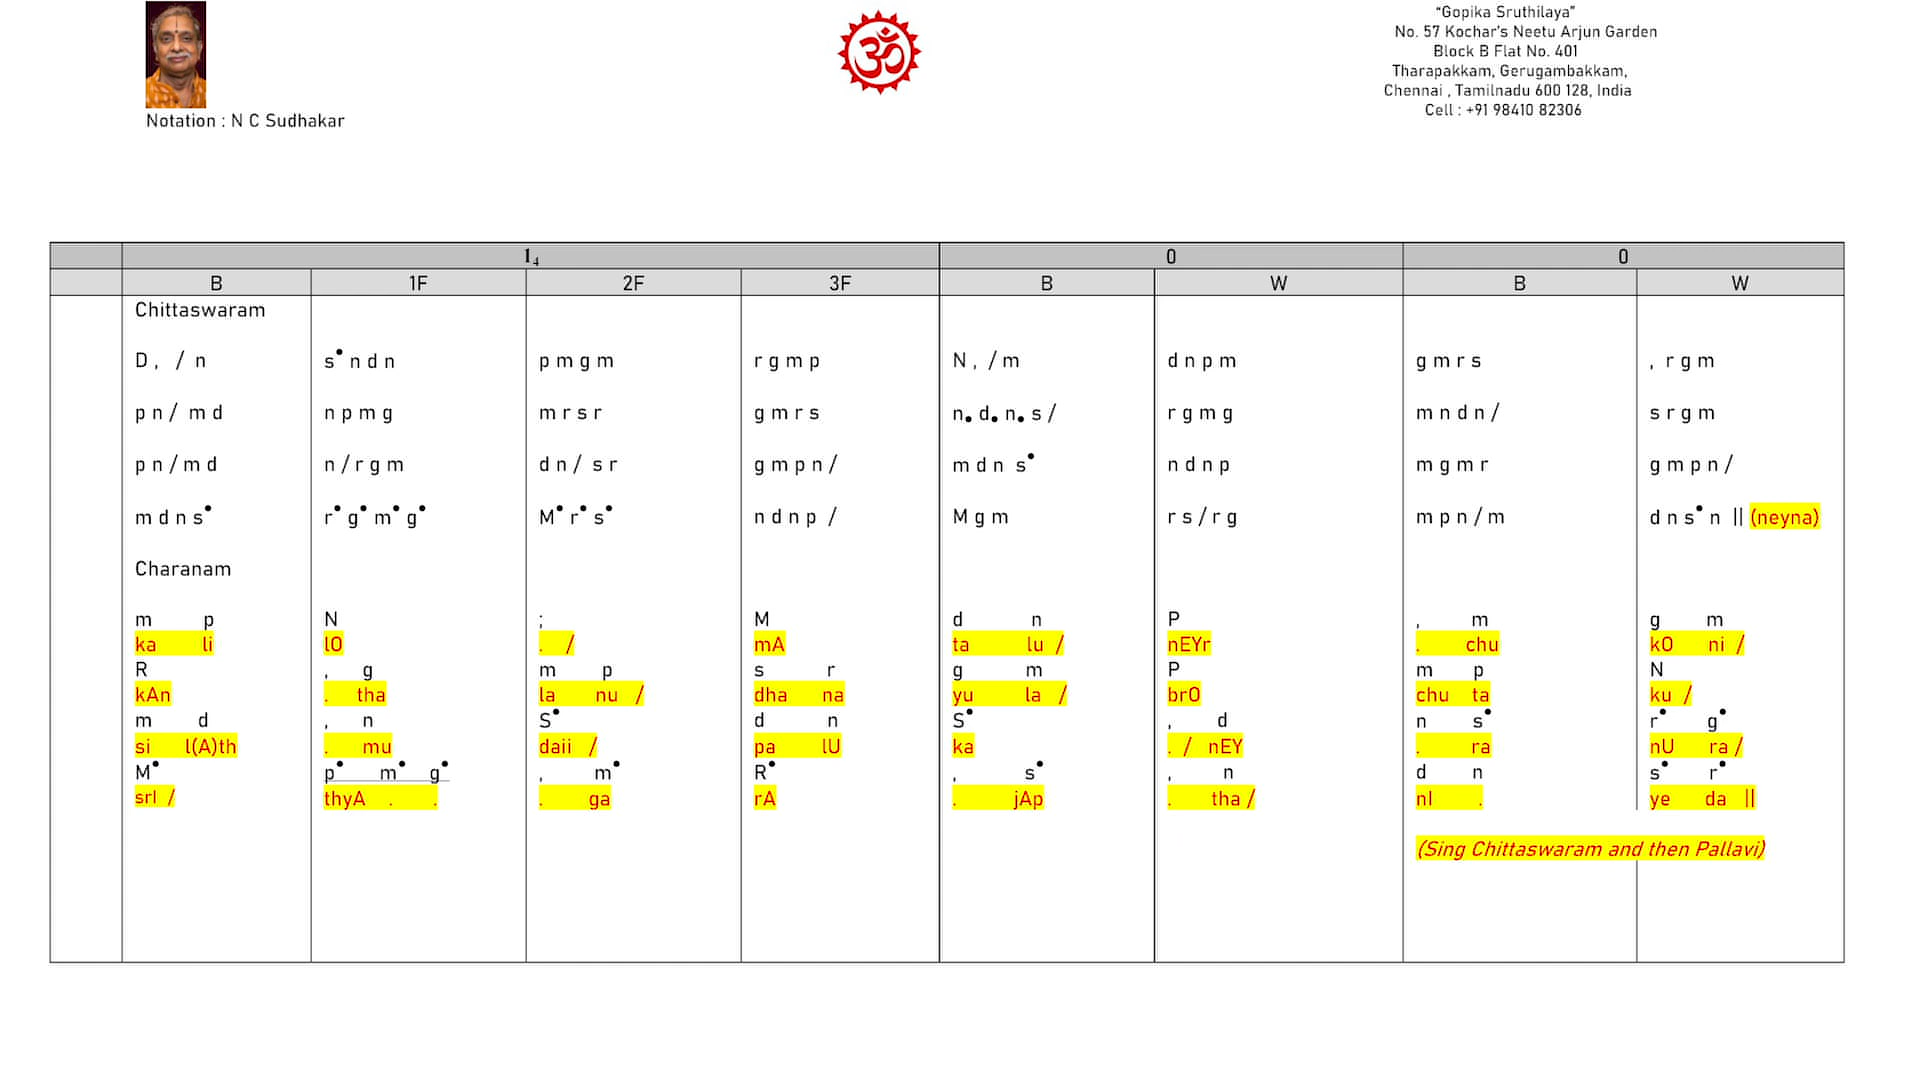 Notation : N C Sudhakar
“Gopika Sruthilaya”
No. 57 Kochar's Neetu Arjun Garden
Block B Flat No. 401
Tharapakkam, Gerugambakkam,
Chennai , Tamilnadu 600 128, India
Cell : +91 98410 82306
ॐ
1₄ 0 0
B 1F 2F 3F B W B W
Chittaswaram
D , / n s• n d n p m g m r g m p N , / m d n p m g m r s , r g m
p n / m d n p m g m r s r g m r s n• d• n• s / r g m g m n d n / s r g m
p n / m d n / r g m d n / s r g m p n / m d n s• n d n p m g m r g m p n /
m d n s• r• g• m• g• M• r• s• n d n p / M g m r s / r g m p n / m d n s• n || (neyna)
Charanam
m p N ; M d n P , m g m
ka li lO . / mA ta lu / nEYr . chu kO ni /
R , g m p s r g m P m p N
kAn . tha la nu / dha na yu la / brO chu ta ku /
m d , n S• d n S• , d n s• r• g•
si l(A)th . mu daii / pa lU ka . / nEY . ra nU ra /
M• p• m• g• , m• R• , s• , n d n s• r•
srI / thyA . . . ga rA . jAp . tha / nI . ye da ||
(Sing Chittaswaram and then Pallavi)